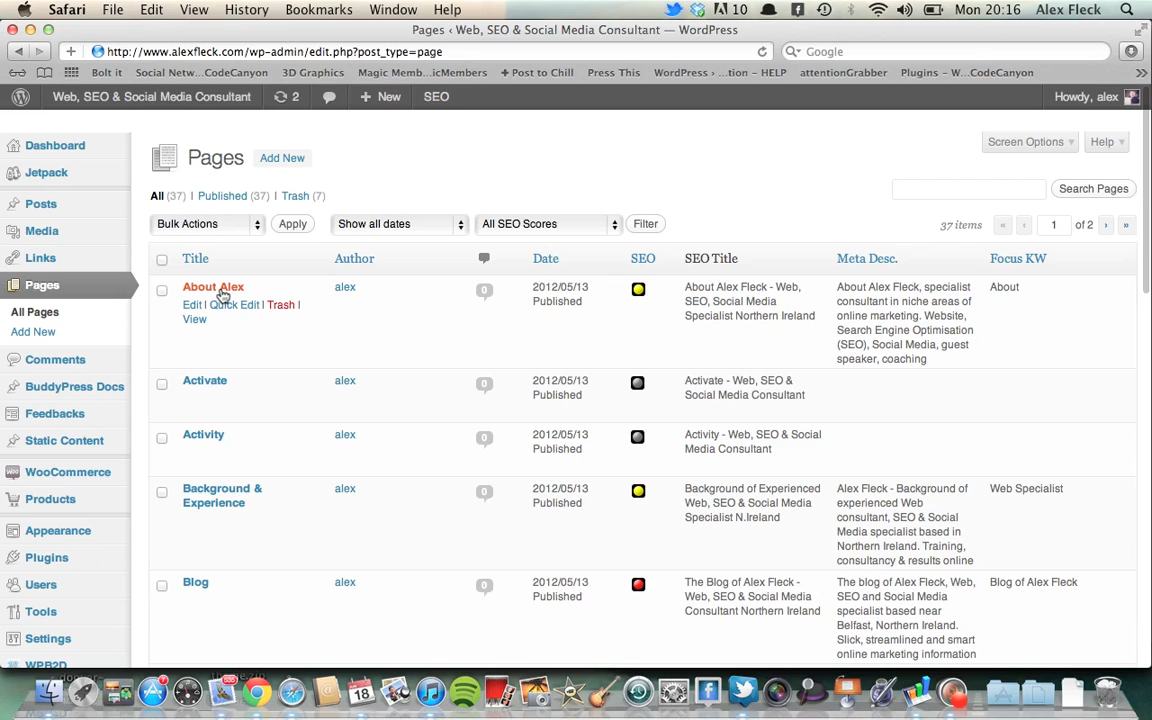 Safari File Edit View History Bookmarks Window Help 10 Mon 20:16 Alex Fleck
Pages ‹ Web, SEO & Social Media Consultant — WordPress
http://www.alexfleck.com/wp-admin/edit.php?post_type=page Google
Bolt it Social Netw...CodeCanyon 3D Graphics Magic Memb...icMembers + Post to Chill Press This WordPress › ...tion - HELP attentionGrabber Plugins - W...CodeCanyon
Web, SEO & Social Media Consultant 2 + New SEO Howdy, alex
Screen Options Help
Pages Add New
All (37) | Published (37) | Trash (7) Search Pages
Bulk Actions Apply Show all dates All SEO Scores Filter 37 items « ‹ 1 of 2 › »
Dashboard
Jetpack
Posts
Media
Links
Pages
All Pages
Add New
Comments
BuddyPress Docs
Feedbacks
Static Content
WooCommerce
Products
Appearance
Plugins
Users
Tools
Settings
WPB2D
Title Author Date SEO SEO Title Meta Desc. Focus KW
About Alex alex 0 2012/05/13 About Alex Fleck - Web, About Alex Fleck, specialist About
Edit | Quick Edit | Trash | Published SEO, Social Media consultant in niche areas of
View Specialist Northern Ireland online marketing. Website,
Search Engine Optimisation
(SEO), Social Media, guest
speaker, coaching
Activate alex 0 2012/05/13 Activate - Web, SEO &
Published Social Media Consultant
Activity alex 0 2012/05/13 Activity - Web, SEO & Social
Published Media Consultant
Background & alex 0 2012/05/13 Background of Experienced Alex Fleck - Background of Web Specialist
Experience Published Web, SEO & Social Media experienced Web
Specialist N.Ireland consultant, SEO & Social
Media specialist based in
Northern Ireland. Training,
consultancy & results online
Blog alex 0 2012/05/13 The Blog of Alex Fleck - The blog of Alex Fleck, Web, Blog of Alex Fleck
Published Web, SEO & Social Media SEO and Social Media
Consultant Northern Ireland specialist based near
Belfast, Northern Ireland.
Slick, streamlined and smart
online marketing information